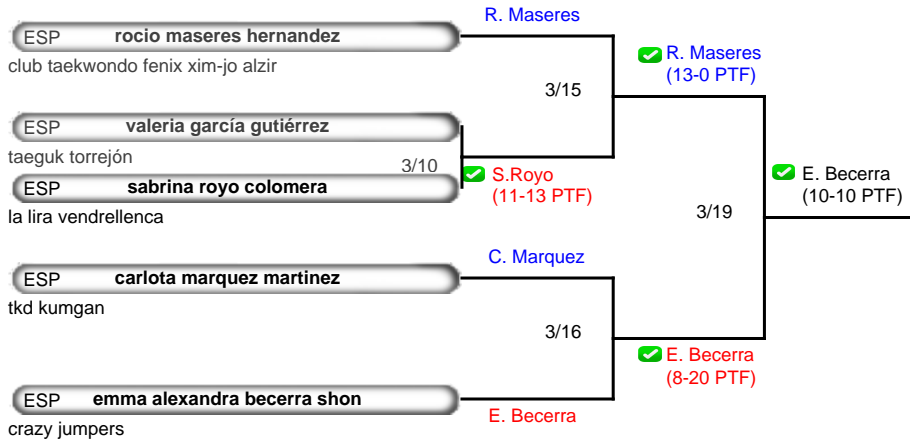 R. Maseres
ESP rocio maseres hernandez
club taekwondo fenix xim-jo alzir
R. Maseres
(13-0 PTF)
3/15
ESP valeria garcía gutiérrez
taeguk torrejón
3/10
ESP sabrina royo colomera
la lira vendrellenca
S.Royo
(11-13 PTF)
E. Becerra
(10-10 PTF)
3/19
C. Marquez
ESP carlota marquez martinez
tkd kumgan
3/16
E. Becerra
(8-20 PTF)
ESP emma alexandra becerra shon
crazy jumpers
E. Becerra